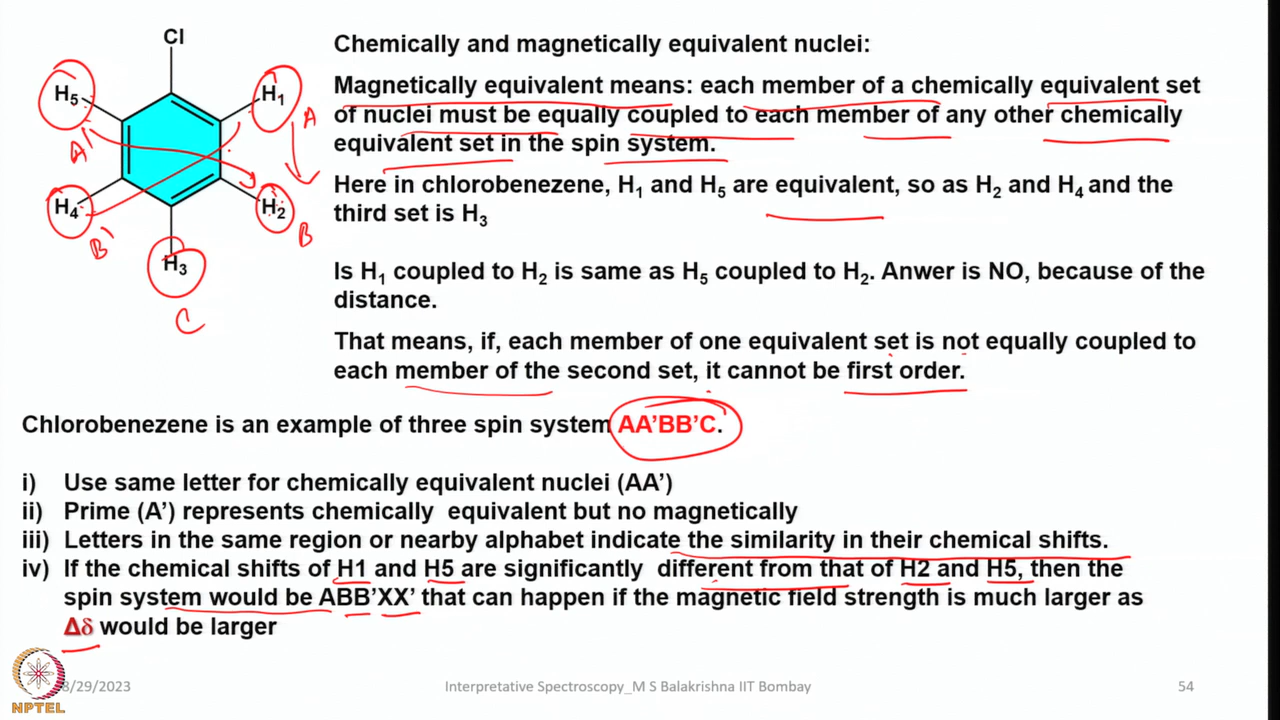 Cl
H5
H1
A
A'
H4
H2
B'
B
H3
C
Chemically and magnetically equivalent nuclei:
Magnetically equivalent means: each member of a chemically equivalent set
of nuclei must be equally coupled to each member of any other chemically
equivalent set in the spin system.
Here in chlorobenezene, H1 and H5 are equivalent, so as H2 and H4 and the
third set is H3
Is H1 coupled to H2 is same as H5 coupled to H2. Anwer is NO, because of the
distance.
That means, if, each member of one equivalent set is not equally coupled to
each member of the second set, it cannot be first order.
Chlorobenezene is an example of three spin system AA’BB’C.
i) Use same letter for chemically equivalent nuclei (AA’)
ii) Prime (A’) represents chemically equivalent but no magnetically
iii) Letters in the same region or nearby alphabet indicate the similarity in their chemical shifts.
iv) If the chemical shifts of H1 and H5 are significantly different from that of H2 and H5, then the
spin system would be ABB’XX’ that can happen if the magnetic field strength is much larger as
Δδ would be larger
8/29/2023
Interpretative Spectroscopy_M S Balakrishna IIT Bombay
54
NPTEL